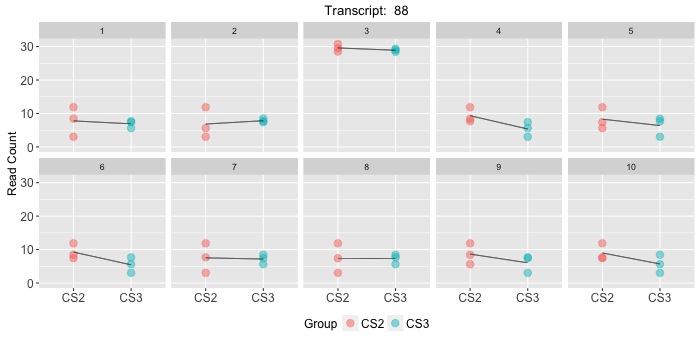 Transcript: 88
1 2 3 4 5
30
20
10
0
Read Count
6 7 8 9 10
30
20
10
0
CS2 CS3 CS2 CS3 CS2 CS3 CS2 CS3 CS2 CS3
Group CS2 CS3